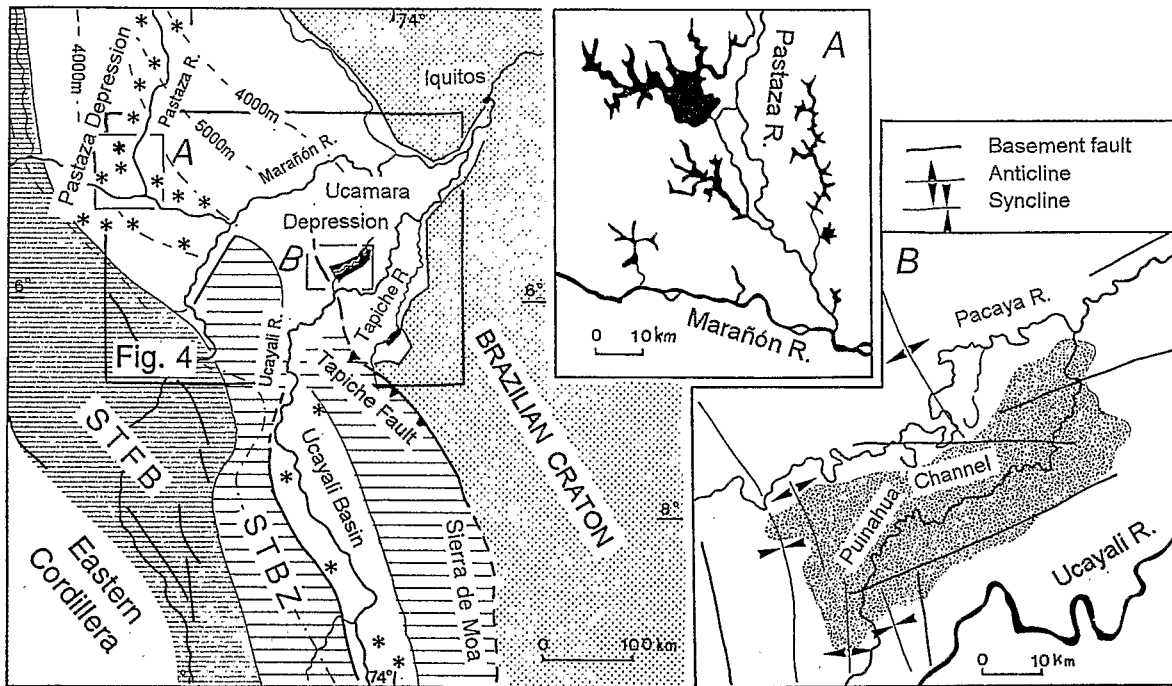 74°
Iquitos
Pastaza Depression
4000m
Pastaza R.
4000m
5000m
A
Marañón R.
Ucamara
Depression
B
Tapiche R.
6°
6°
Fig. 4
Ucayali R.
Tapiche Fault
BRAZILIAN CRATON
STFB
Ucayali Basin
8°
STBZ
Sierra de Moa
Eastern
Cordillera
0 100 km
74°
A
Pastaza R.
0 10 km
Marañón R.
Basement fault
Anticline
Syncline
B
Pacaya R.
Puinahua Channel
Ucayali R.
0 10 km